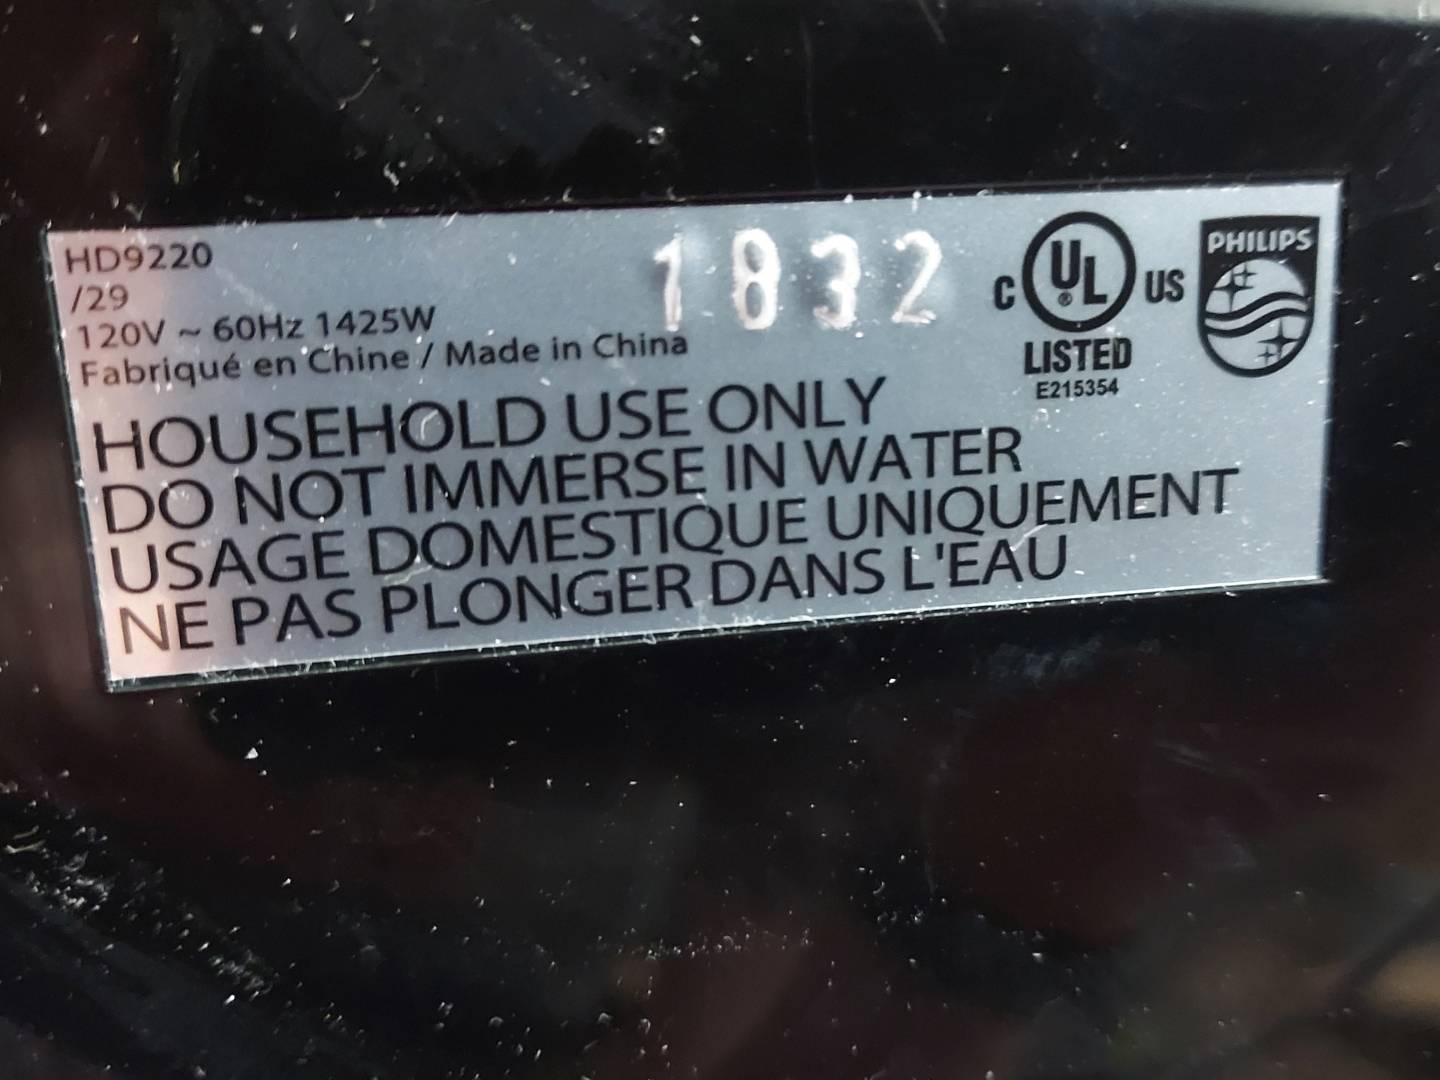 HD9220
/29
120V ~ 60Hz 1425W
Fabriqué en Chine / Made in China
1832
C UL ® US
LISTED
E215354
PHILIPS
HOUSEHOLD USE ONLY
DO NOT IMMERSE IN WATER
USAGE DOMESTIQUE UNIQUEMENT
NE PAS PLONGER DANS L'EAU